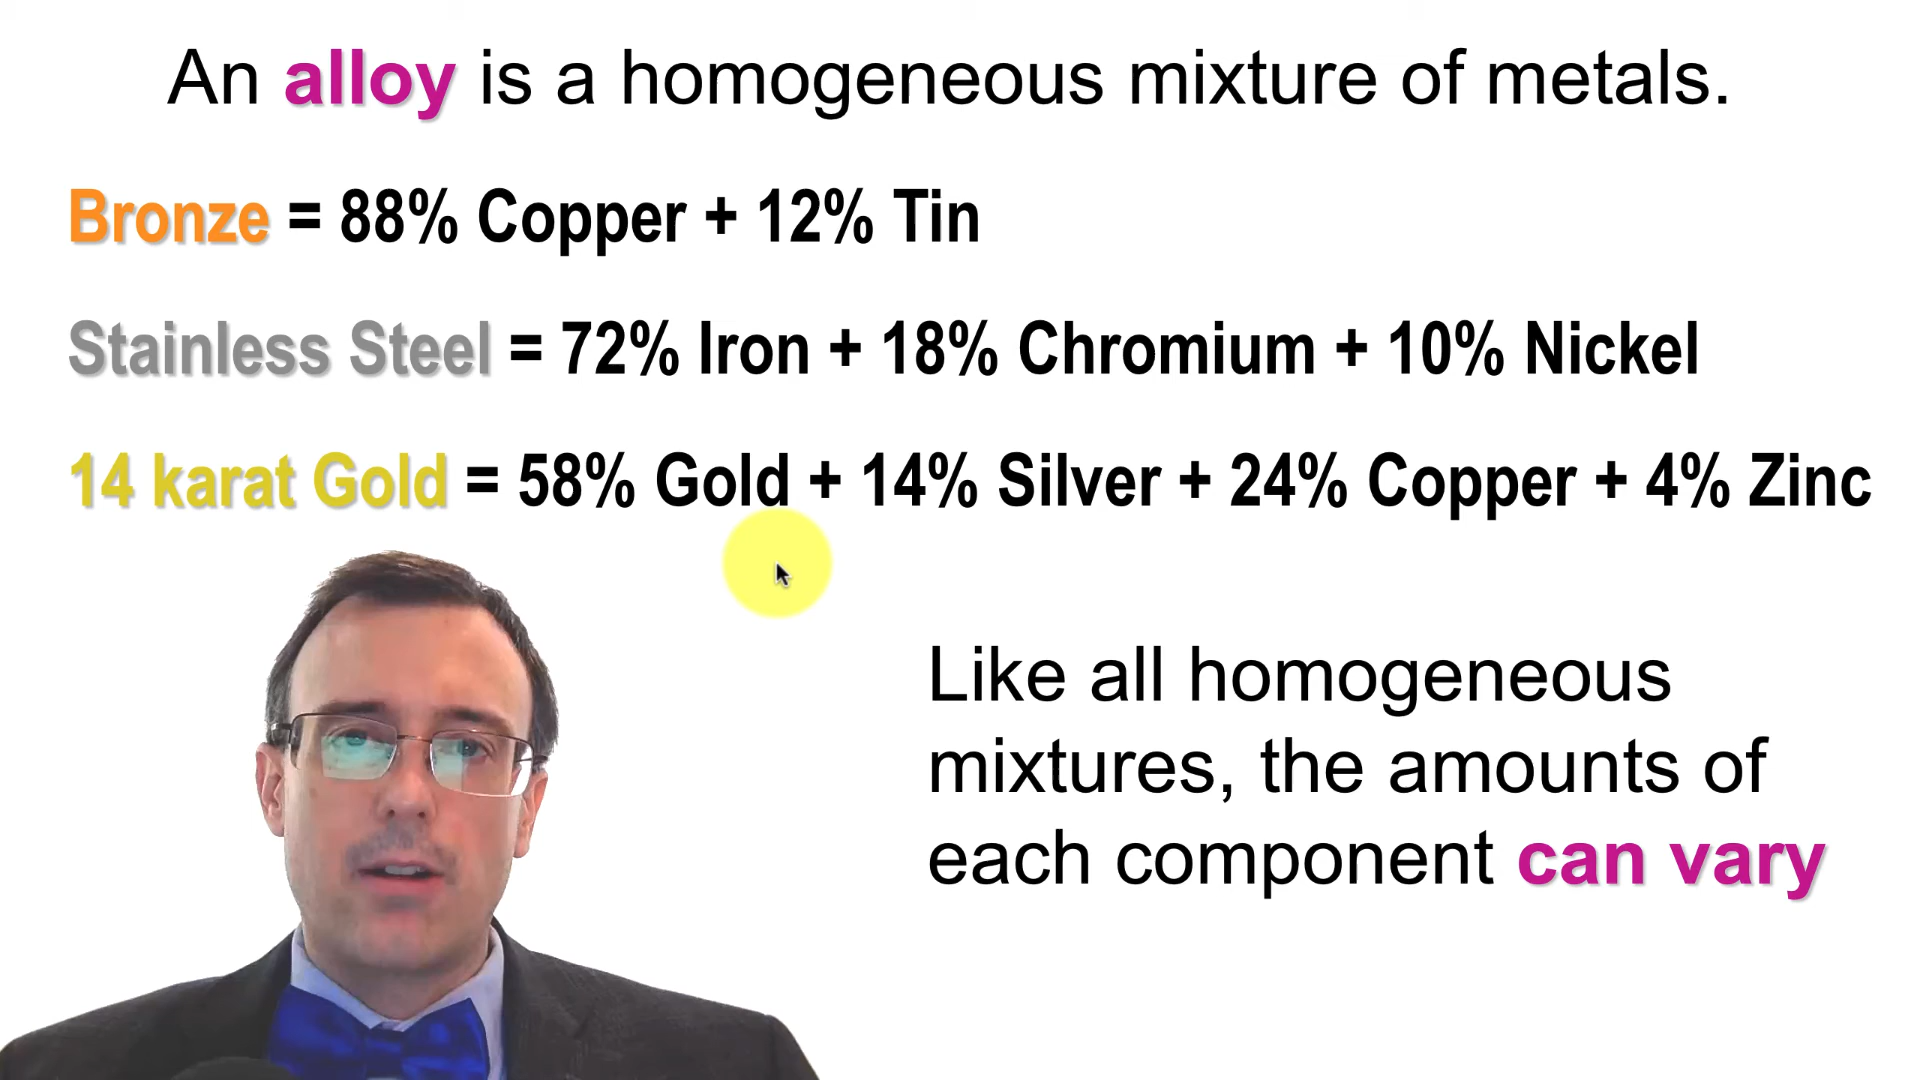 An alloy is a homogeneous mixture of metals.
Bronze = 88% Copper + 12% Tin
Stainless Steel = 72% Iron + 18% Chromium + 10% Nickel
14 karat Gold = 58% Gold + 14% Silver + 24% Copper + 4% Zinc
Like all homogeneous
mixtures, the amounts of
each component can vary